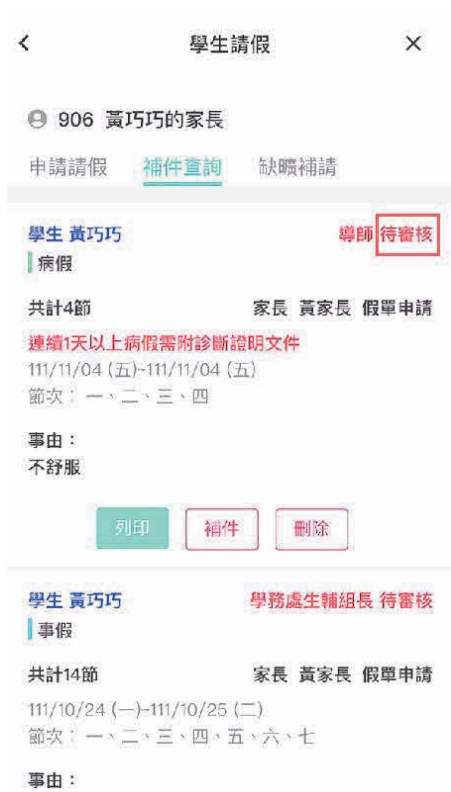 學生請假
906 黃巧巧的家長
申請請假 補件查詢 缺曠補請
學生 黃巧巧 導師 待審核
病假
共計4節 家長 黃家長 假單申請
連續1天以上病假需附診斷證明文件
111/11/04 (五)~111/11/04 (五)
節次：一、二、三、四
事由：
不舒服
列印 補件 刪除
學生 黃巧巧 學務處生輔組長 待審核
事假
共計14節 家長 黃家長 假單申請
111/10/24 (一)~111/10/25 (二)
節次：一、二、三、四、五、六、七
事由：